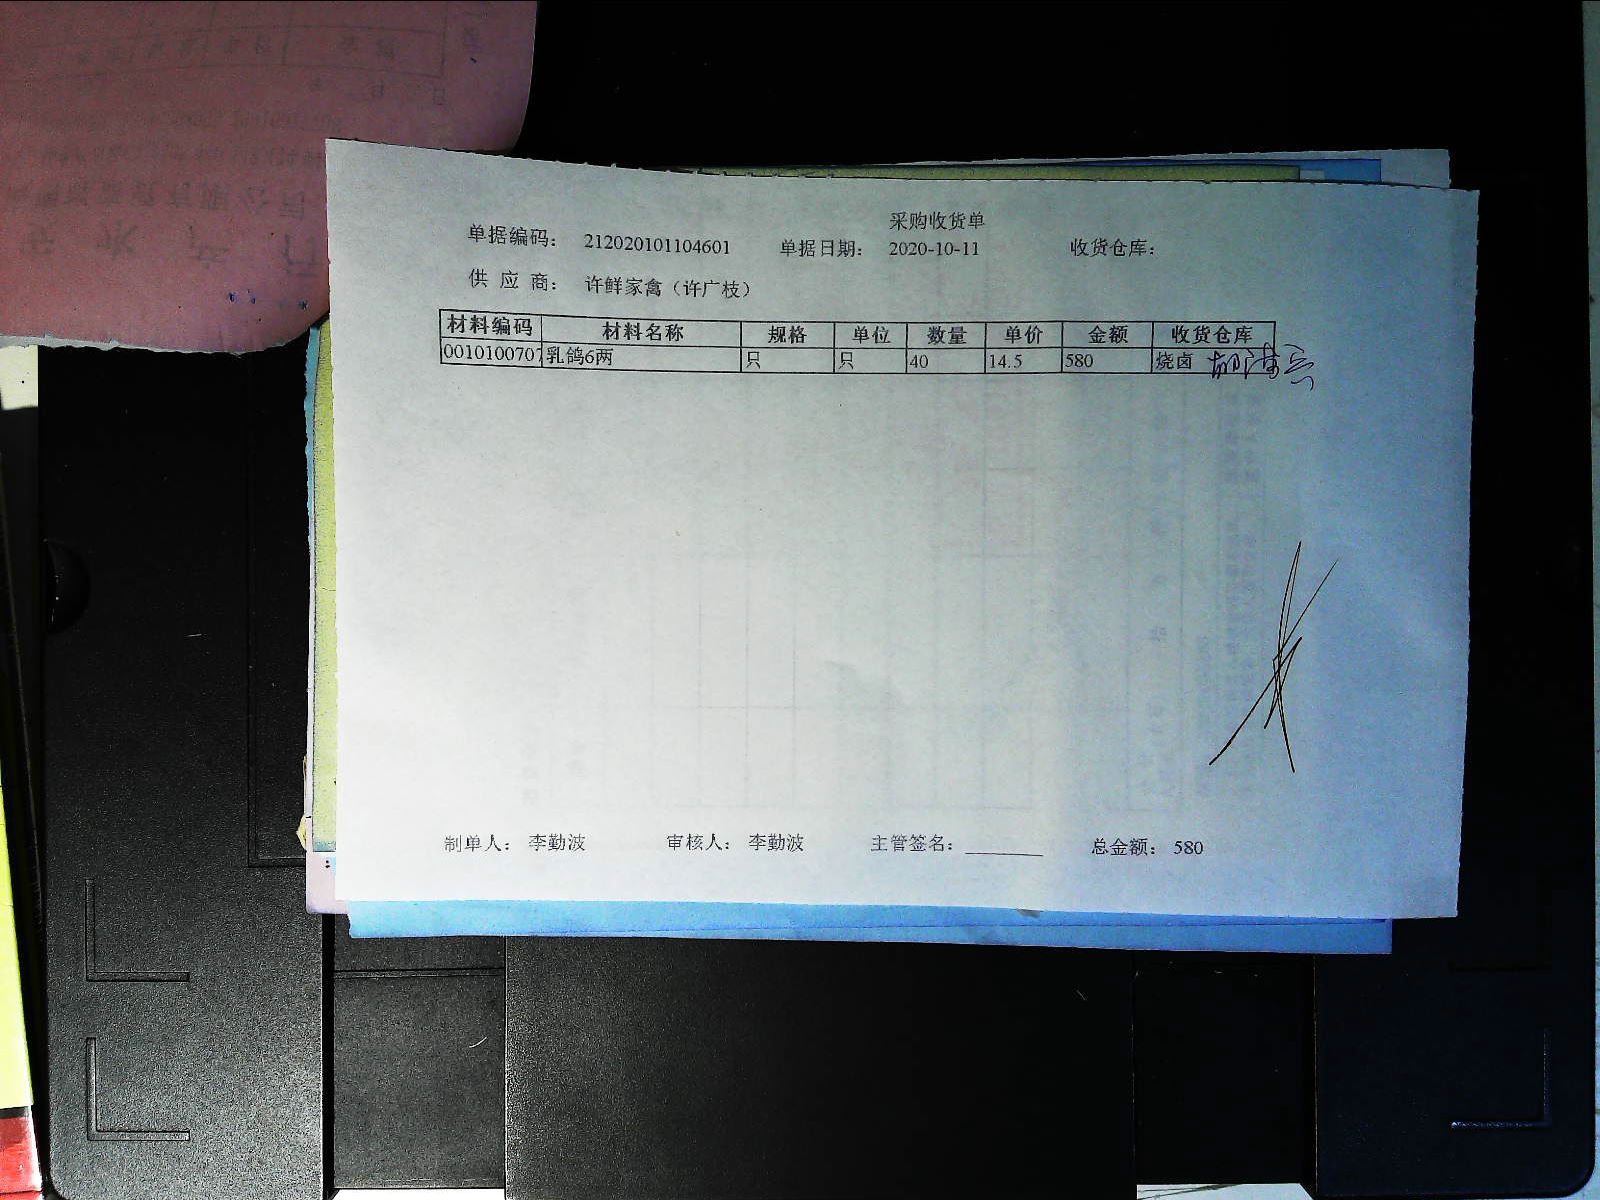 采购收货单
单据编码: 212020101104601 单据日期: 2020-10-11 收货仓库:
供 应 商: 许鲜家禽（许广枝）
材料编码 材料名称 规格 单位 数量 单价 金额 收货仓库
0010100707 乳鸽6两 只 只 40 14.5 580 烧卤
制单人: 李勤波 审核人: 李勤波 主管签名: 总金额: 580